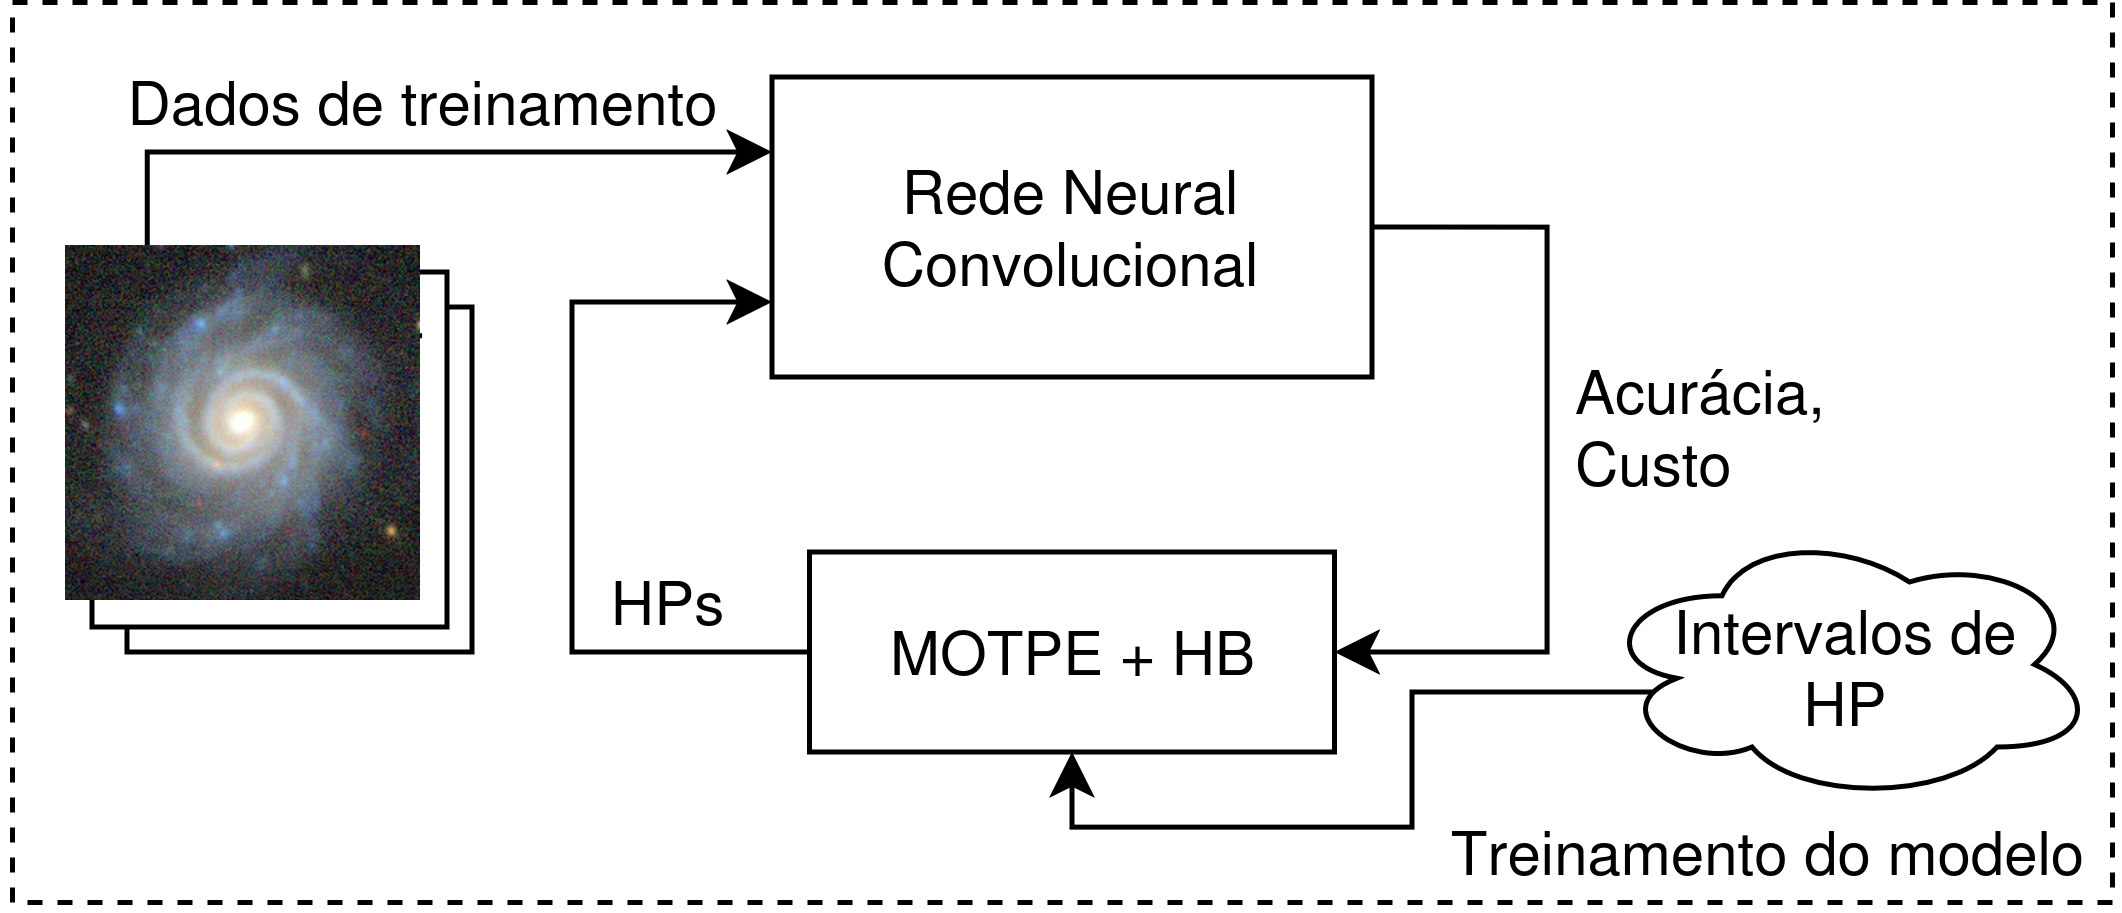 Dados de treinamento
Rede Neural
Convolucional
Acurácia,
Custo
HPs
MOTPE + HB
Intervalos de
HP
Treinamento do modelo